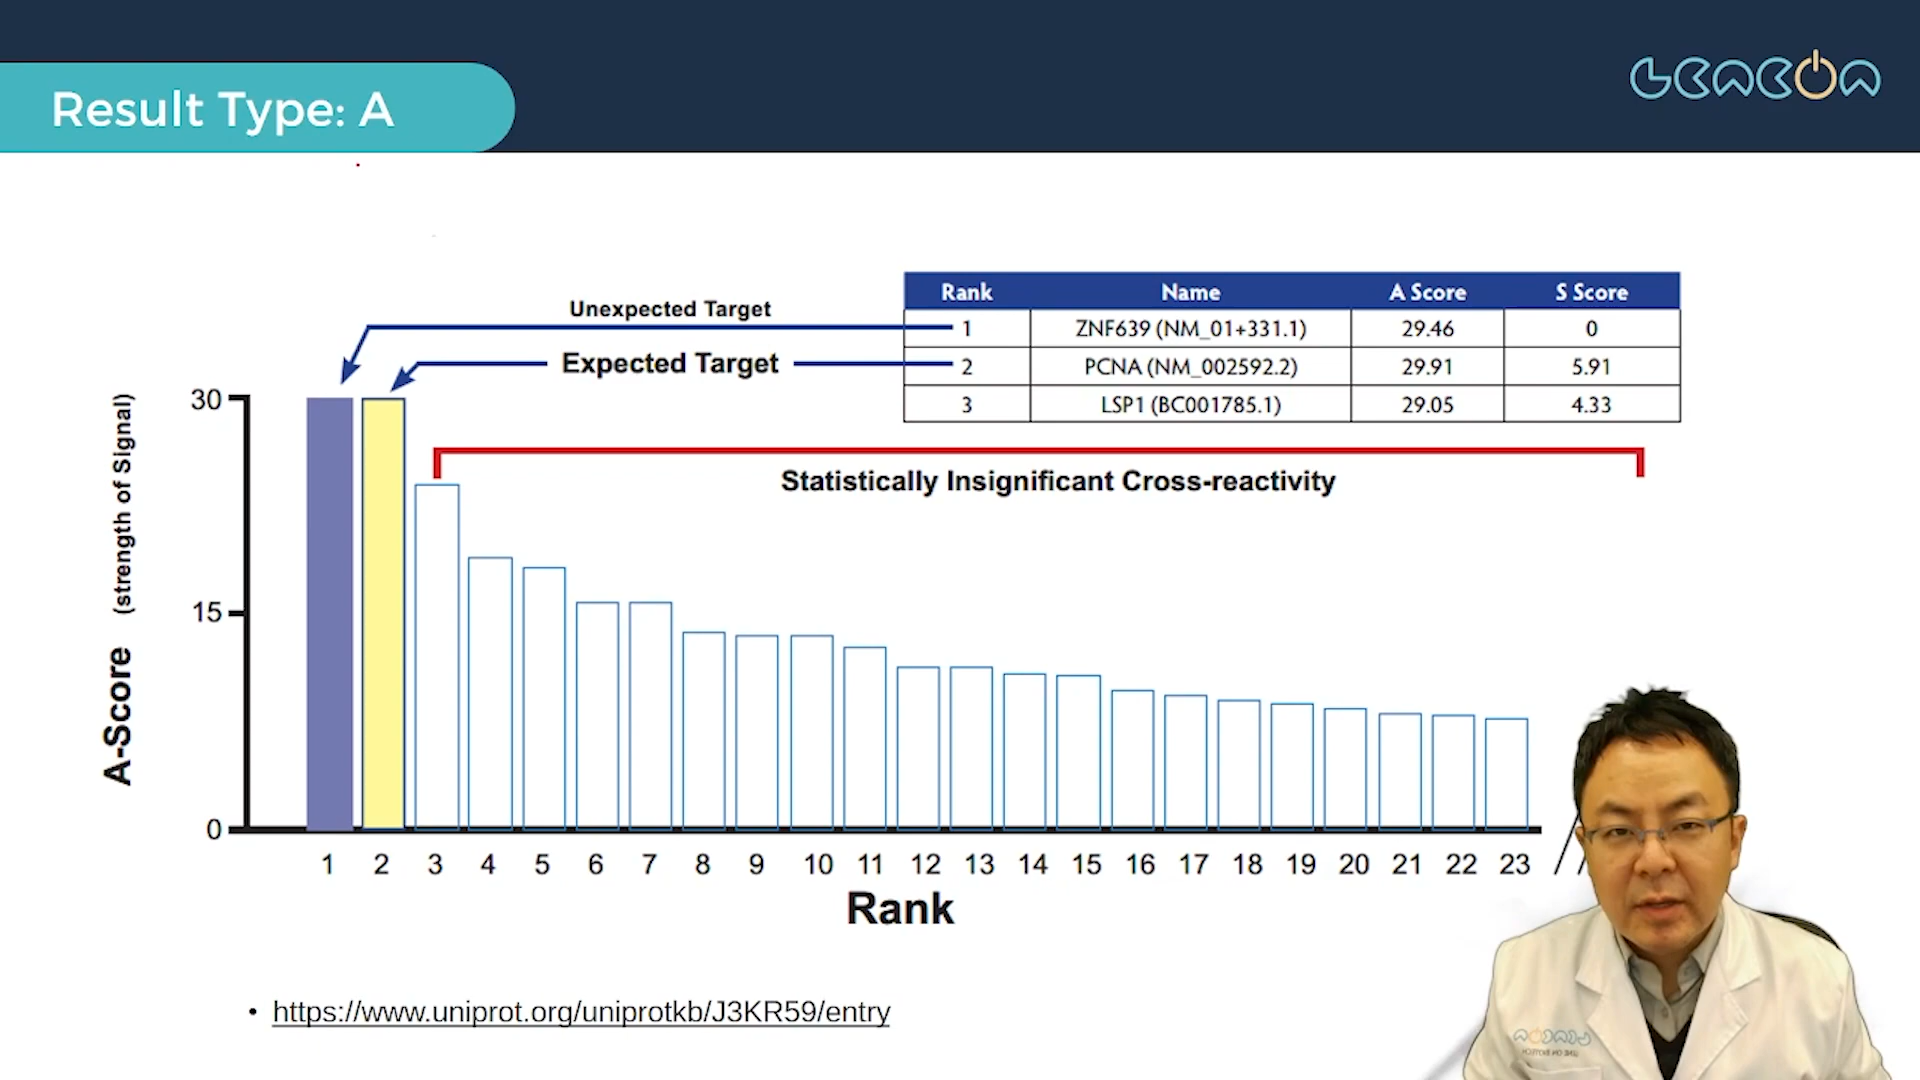 Result Type: A
Unexpected Target
Expected Target
Rank Name A Score S Score
1 ZNF639 (NM_01+331.1) 29.46 0
2 PCNA (NM_002592.2) 29.91 5.91
3 LSP1 (BC001785.1) 29.05 4.33
Statistically Insignificant Cross-reactivity
A-Score (strength of Signal)
30
15
0
1 2 3 4 5 6 7 8 9 10 11 12 13 14 15 16 17 18 19 20 21 22 23
Rank
• https://www.uniprot.org/uniprotkb/J3KR59/entry